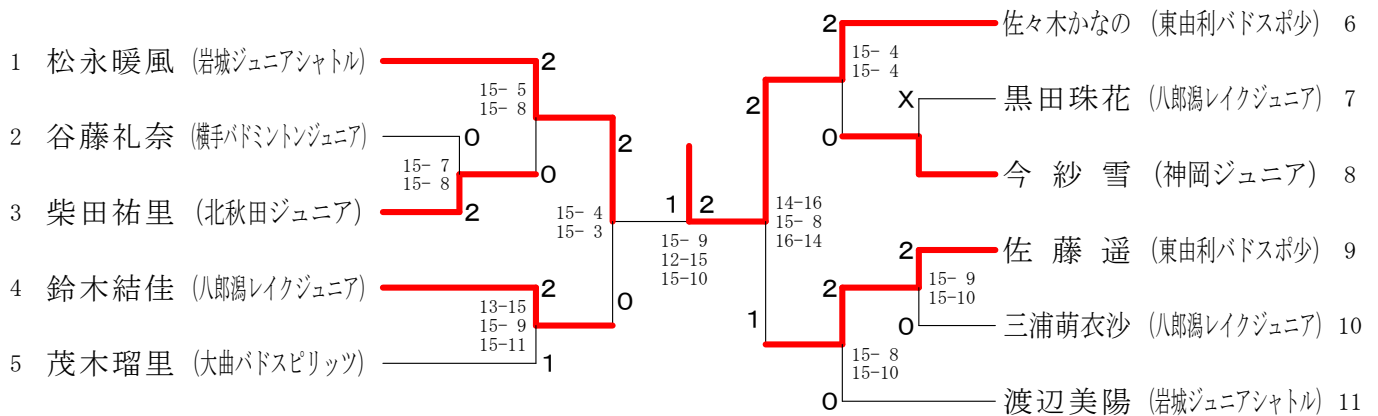 1 松永暖風 (岩城ジュニアシャトル) 2
15- 5
15- 8
2 谷藤礼奈 (横手バドミントンジュニア) 0
15- 7
15- 8
0
3 柴田祐里 (北秋田ジュニア) 2
2
15- 4
15- 3
0
4 鈴木結佳 (八郎潟レイクジュニア) 2
13-15
15- 9
15-11
5 茂木瑠里 (大曲バドスピリッツ) 1
1 2
15- 9
12-15
15-10
2 佐々木かなの (東由利バドスポ少) 6
15- 4
15- 4
2
X 黒田珠花 (八郎潟レイクジュニア) 7
0
今 紗 雪 (神岡ジュニア) 8
14-16
15- 8
16-14
2 佐 藤 遥 (東由利バドスポ少) 9
15- 9
15-10
2
1
0 三浦萌衣沙 (八郎潟レイクジュニア) 10
15- 8
15-10
0 渡辺美陽 (岩城ジュニアシャトル) 11